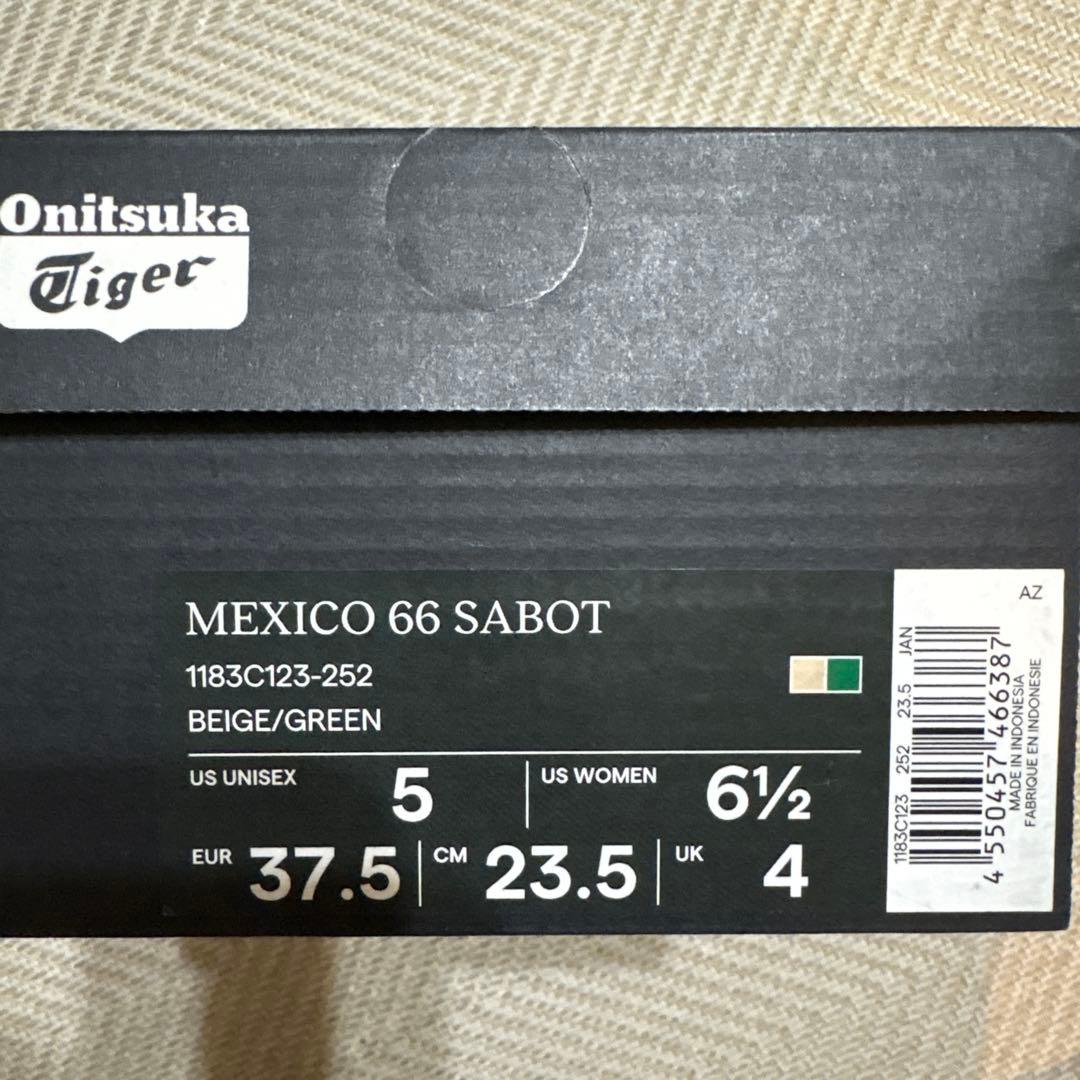 Onitsuka
Tiger
MEXICO 66 SABOT
1183C123-252
BEIGE/GREEN
US UNISEX 5
US WOMEN 6½
EUR 37.5
CM 23.5
UK 4
AZ
1183C123 252 23.5 JAN
4 550457 466387
MADE IN INDONESIA
FABRIQUE EN INDONESIE